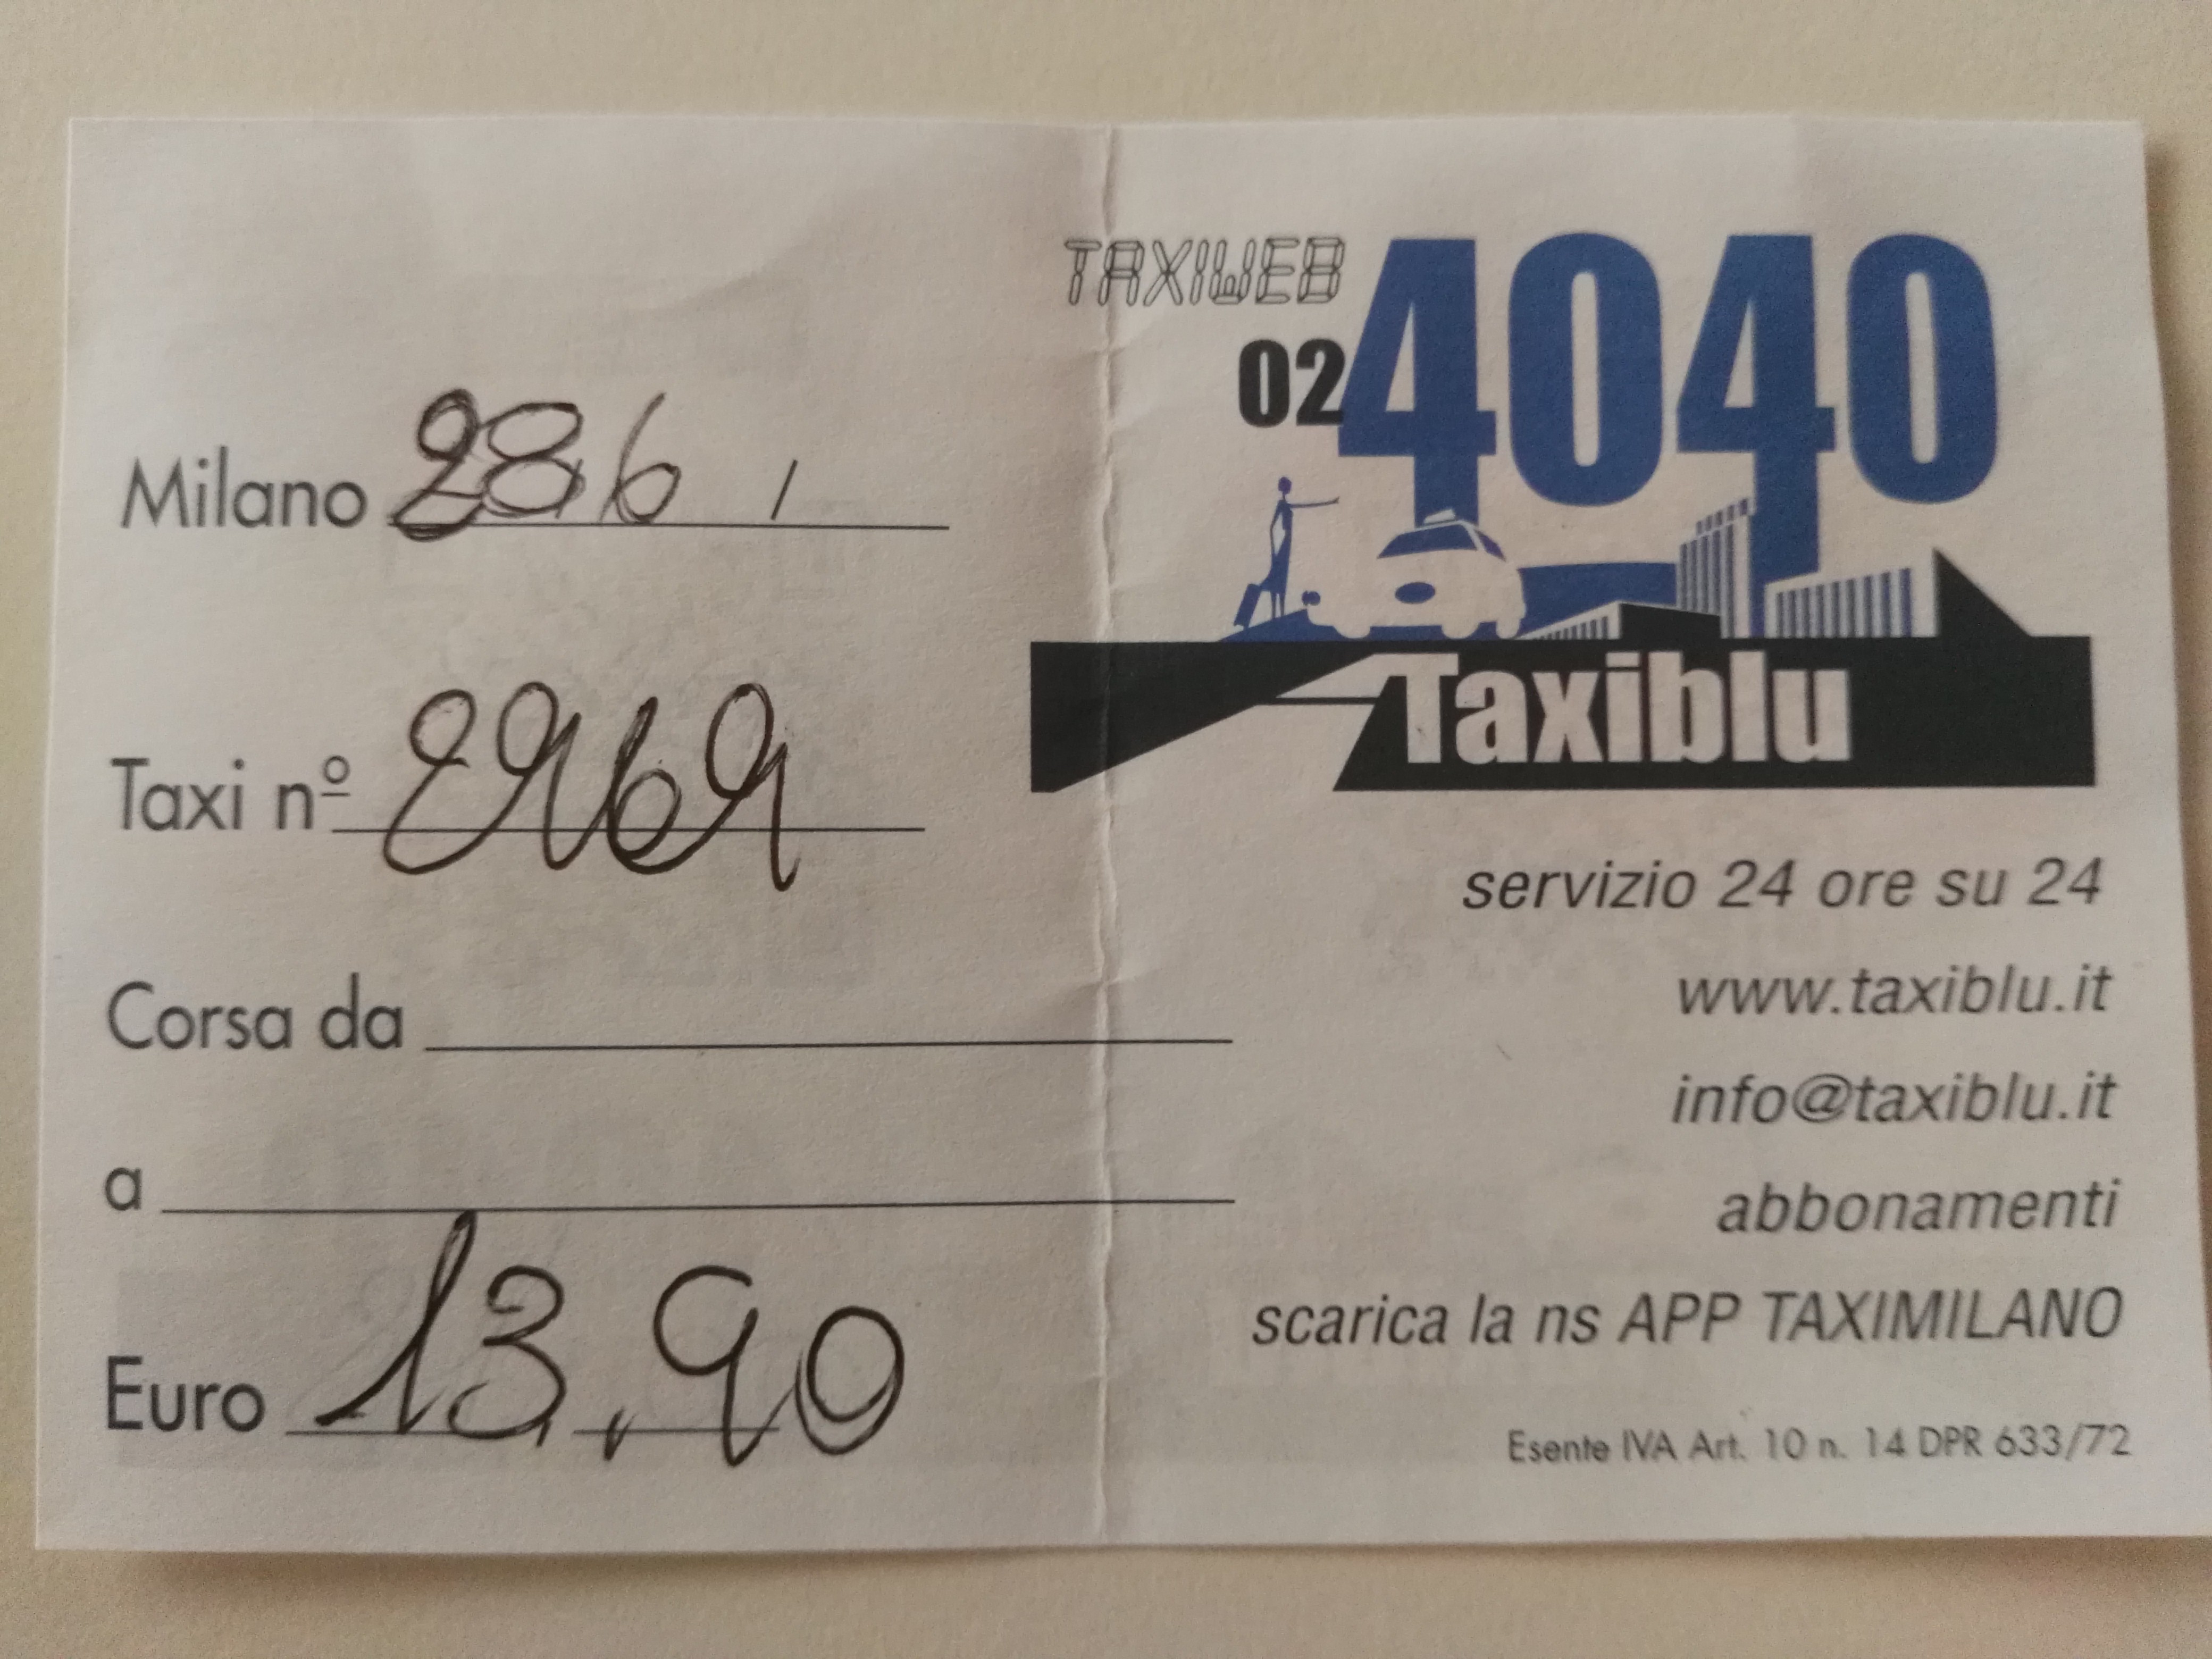 Milano 28 6 /
Taxi nº 2969
Corsa da
a
Euro 13,90
TAXIWEB
02 4040
Taxiblu
servizio 24 ore su 24
www.taxiblu.it
info@taxiblu.it
abbonamenti
scarica la ns APP TAXIMILANO
Esente IVA Art. 10 n. 14 DPR 633/72